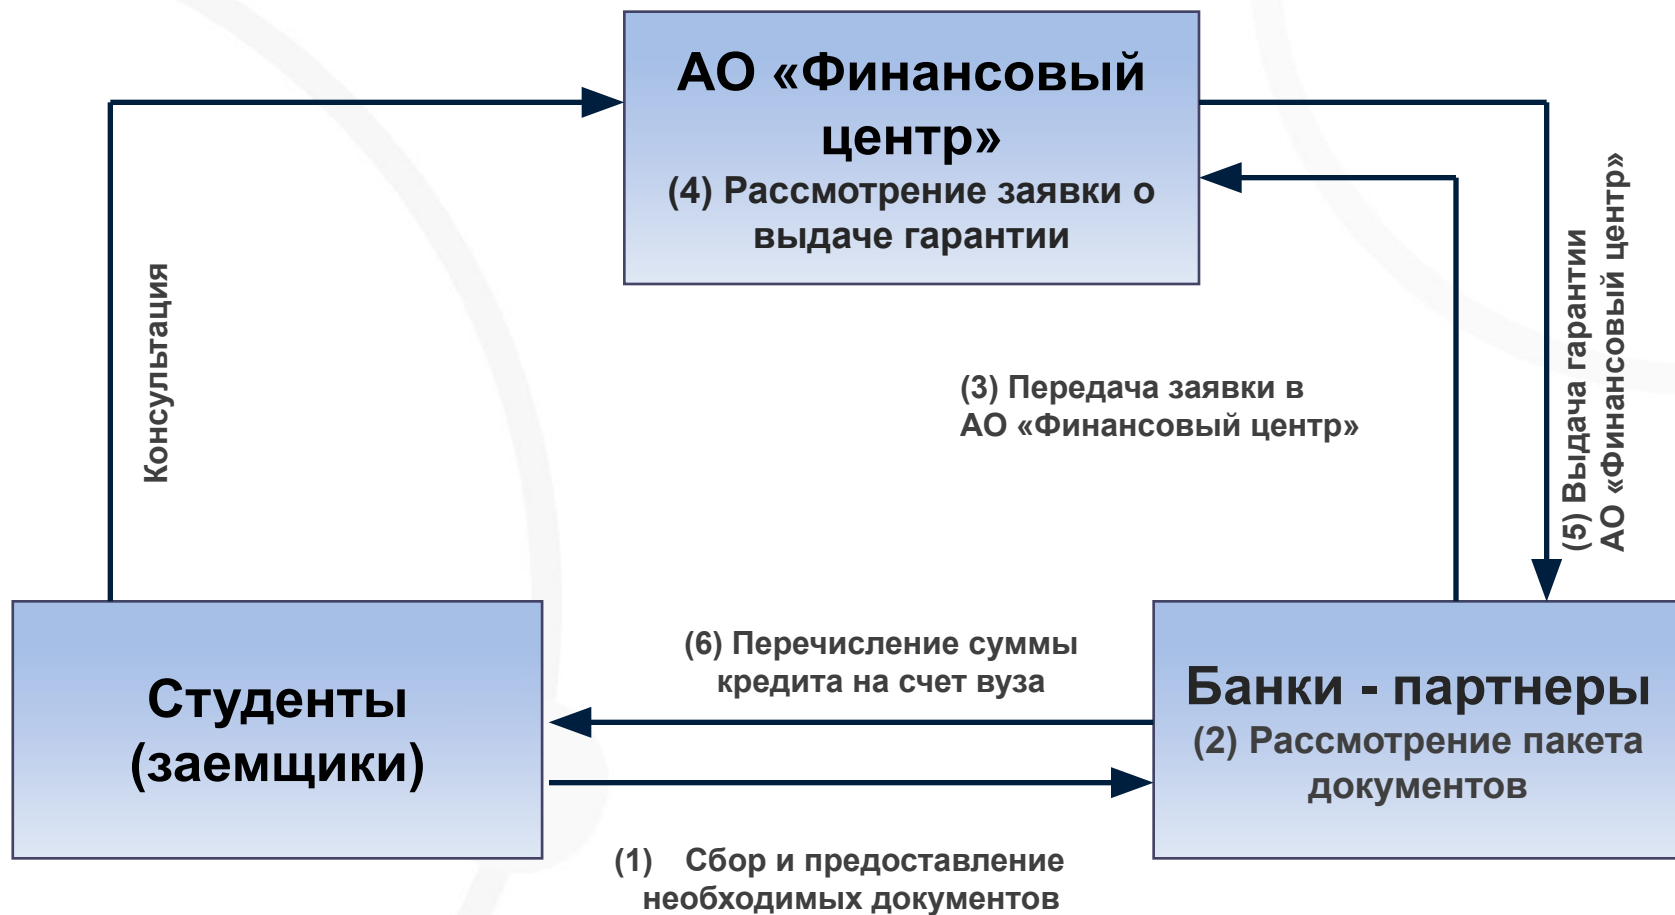 АО «Финансовый
центр»
(4) Рассмотрение заявки о
выдаче гарантии
Консультация
(3) Передача заявки в
АО «Финансовый центр»
(5) Выдача гарантии
АО «Финансовый центр»
Студенты
(заемщики)
(6) Перечисление суммы
кредита на счет вуза
Банки - партнеры
(2) Рассмотрение пакета
документов
(1) Сбор и предоставление
необходимых документов